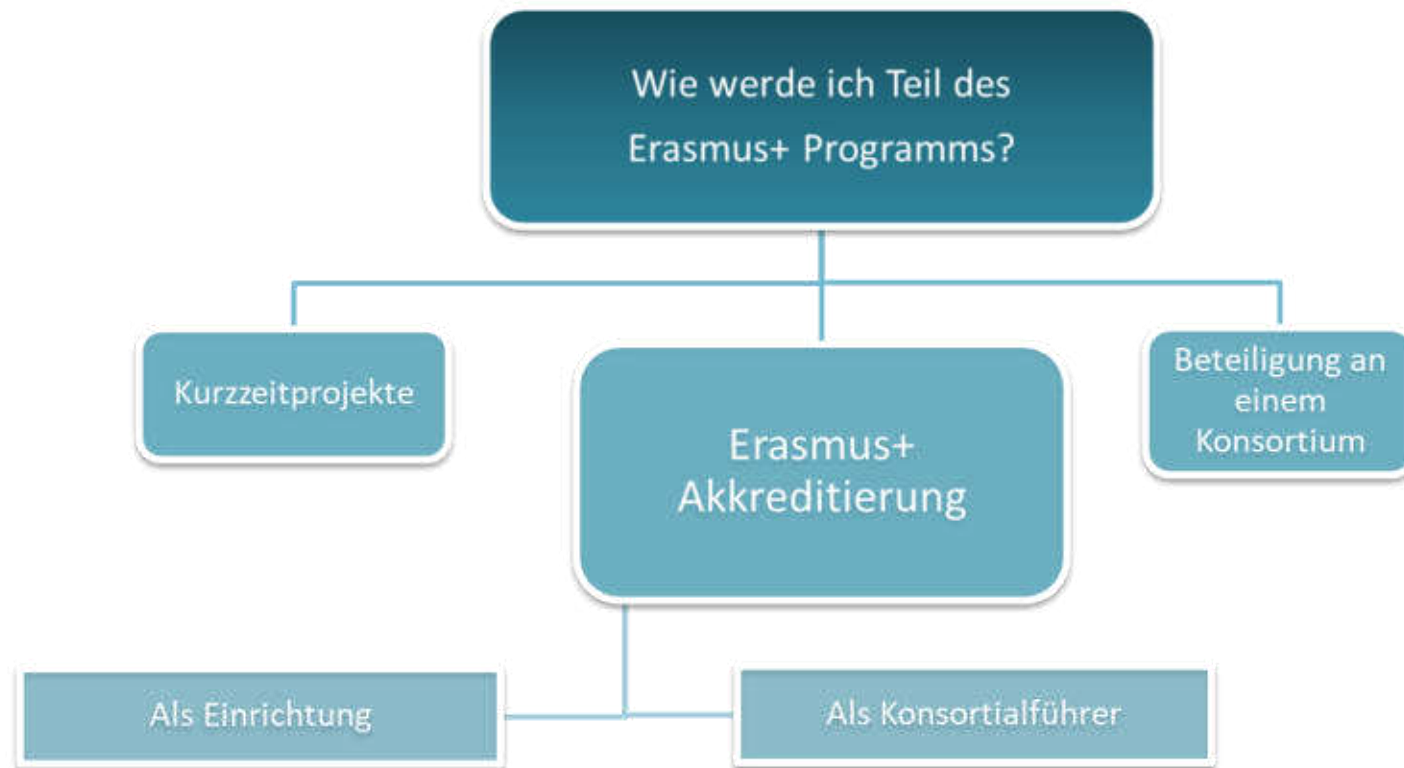 Wie werde ich Teil des
Erasmus+ Programms?
Kurzzeitprojekte
Erasmus+
Akkreditierung
Beteiligung an
einem
Konsortium
Als Einrichtung
Als Konsortialführer